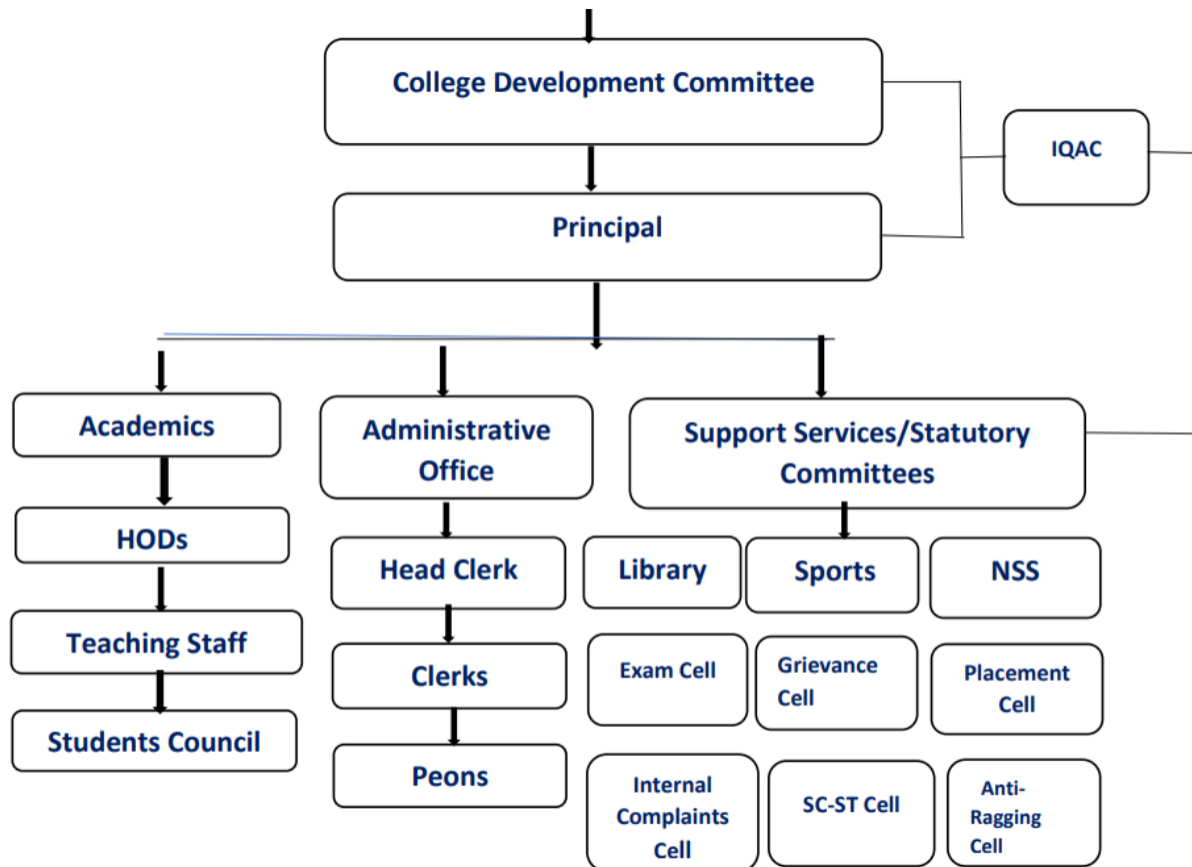 College Development Committee
IQAC
Principal
Academics
Administrative
Office
Support Services/Statutory
Committees
HODs
Head Clerk
Library
Sports
NSS
Teaching Staff
Clerks
Exam Cell
Grievance
Cell
Placement
Cell
Students Council
Peons
Internal
Complaints
Cell
SC-ST Cell
Anti-
Ragging
Cell